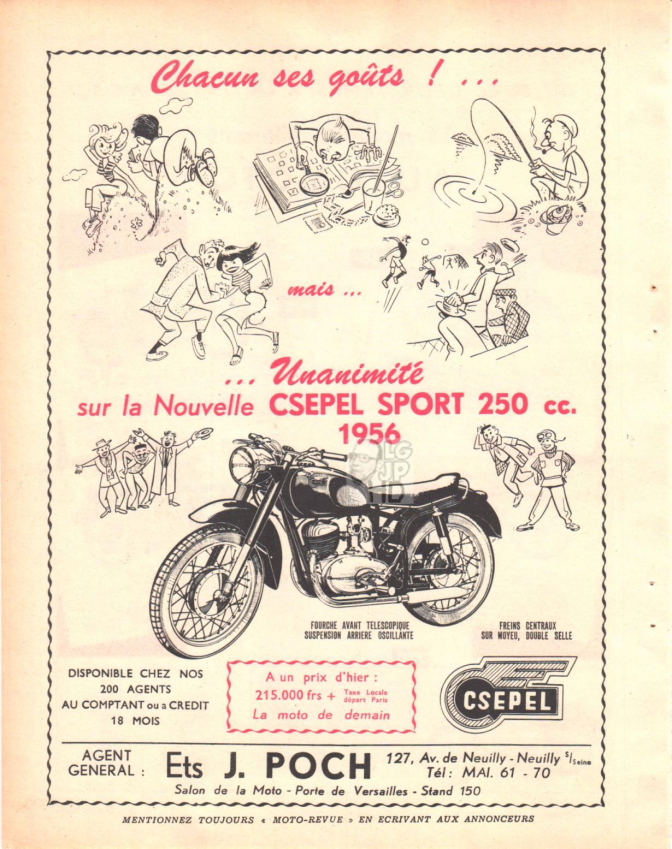 Chacun ses goûts ! ...
mais ...
... Unanimité
sur la Nouvelle CSEPEL SPORT 250 cc.
1956
LG
JP
ID
FOURCHE AVANT TELESCOPIQUE
SUSPENSION ARRIERE OSCILLANTE
FREINS CENTRAUX
SUR MOYEU, DOUBLE SELLE
DISPONIBLE CHEZ NOS
200 AGENTS
AU COMPTANT ou à CREDIT
18 MOIS
A un prix d'hier :
215.000 frs + Taxe Locale
départ Paris
La moto de demain
CSEPEL
AGENT
GENERAL :
Ets J. POCH
127, Av. de Neuilly - Neuilly s/Seine
Tél : MAI. 61 - 70
Salon de la Moto - Porte de Versailles - Stand 150
MENTIONNEZ TOUJOURS « MOTO-REVUE » EN ECRIVANT AUX ANNONCEURS